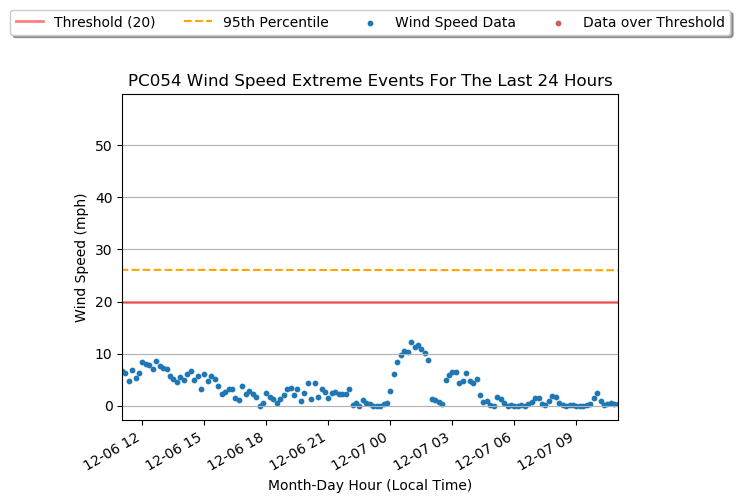 Threshold (20) 95th Percentile Wind Speed Data Data over Threshold
PC054 Wind Speed Extreme Events For The Last 24 Hours
50
40
30
20
10
0
Wind Speed (mph)
12-06 12 12-06 15 12-06 18 12-06 21 12-07 00 12-07 03 12-07 06 12-07 09
Month-Day Hour (Local Time)